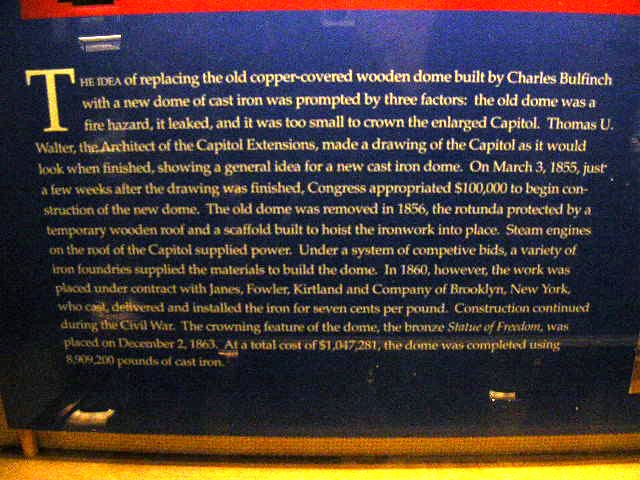 THE IDEA of replacing the old copper-covered wooden dome built by Charles Bulfinch
with a new dome of cast iron was prompted by three factors: the old dome was a
fire hazard, it leaked, and it was too small to crown the enlarged Capitol. Thomas U.
Walter, the Architect of the Capitol Extensions, made a drawing of the Capitol as it would
look when finished, showing a general idea for a new cast iron dome. On March 3, 1855, just
a few weeks after the drawing was finished, Congress appropriated $100,000 to begin con-
struction of the new dome. The old dome was removed in 1856, the rotunda protected by a
temporary wooden roof and a scaffold built to hoist the ironwork into place. Steam engines
on the roof of the Capitol supplied power. Under a system of competive bids, a variety of
iron foundries supplied the materials to build the dome. In 1860, however, the work was
placed under contract with Janes, Fowler, Kirtland and Company of Brooklyn, New York,
who cast, delivered and installed the iron for seven cents per pound. Construction continued
during the Civil War. The crowning feature of the dome, the bronze Statue of Freedom, was
placed on December 2, 1863. At a total cost of $1,047,281, the dome was completed using
8,909,200 pounds of cast iron.